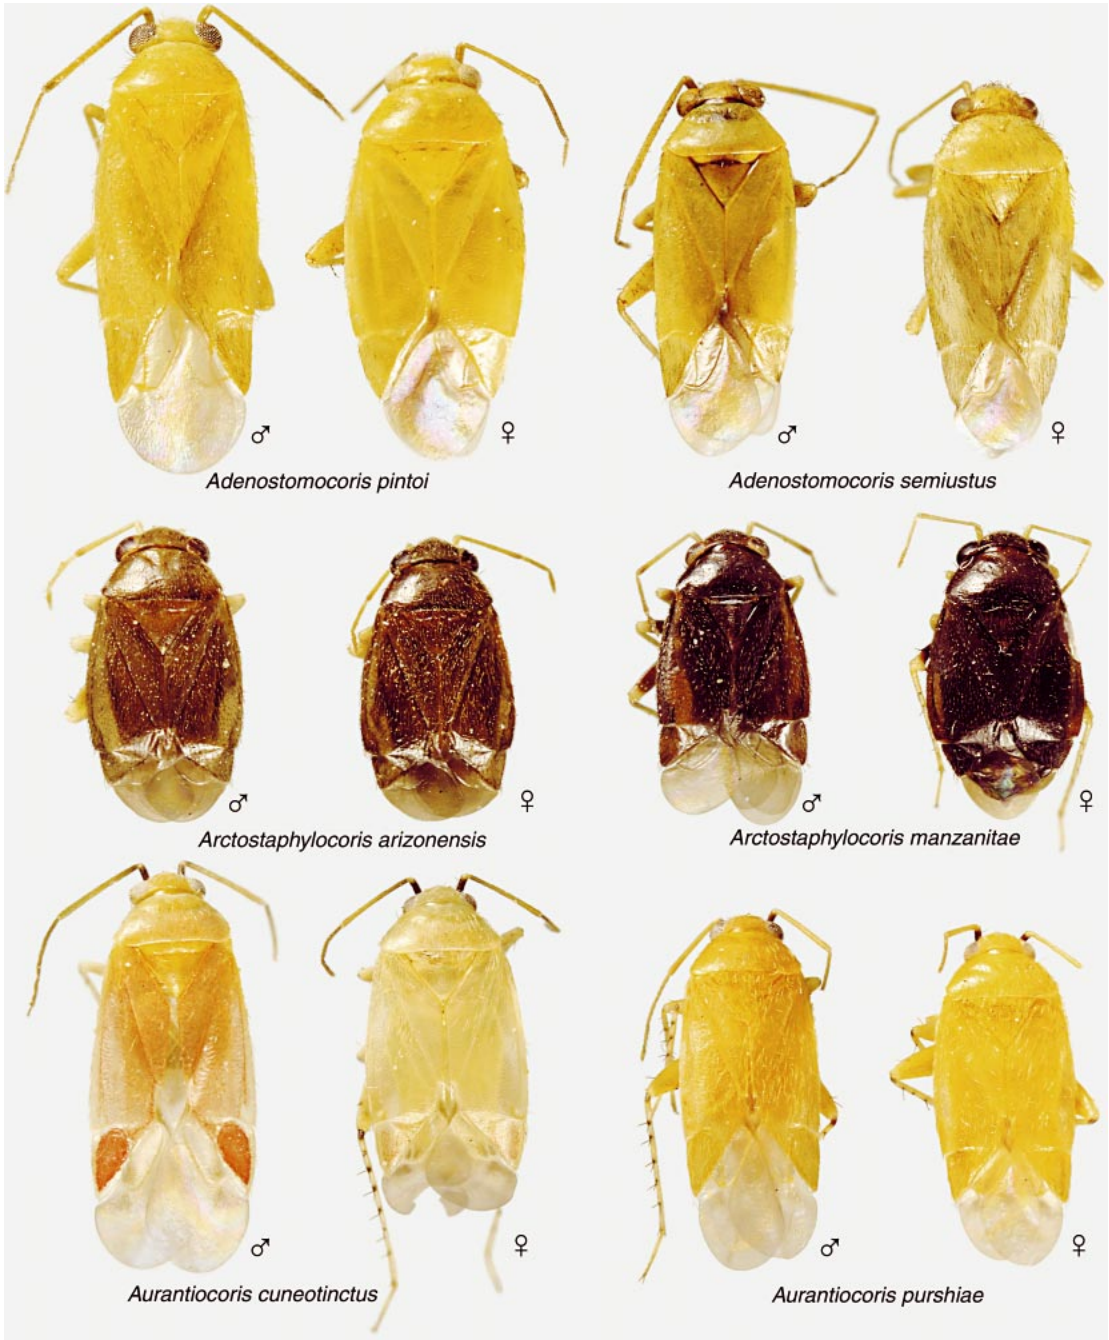 ♂ ♀ ♂ ♀
Adenostomocoris pintoi Adenostomocoris semiustus
♂ ♀ ♂ ♀
Arctostaphylocoris arizonensis Arctostaphylocoris manzanitae
♂ ♀ ♂ ♀
Aurantiocoris cuneotinctus Aurantiocoris purshiae